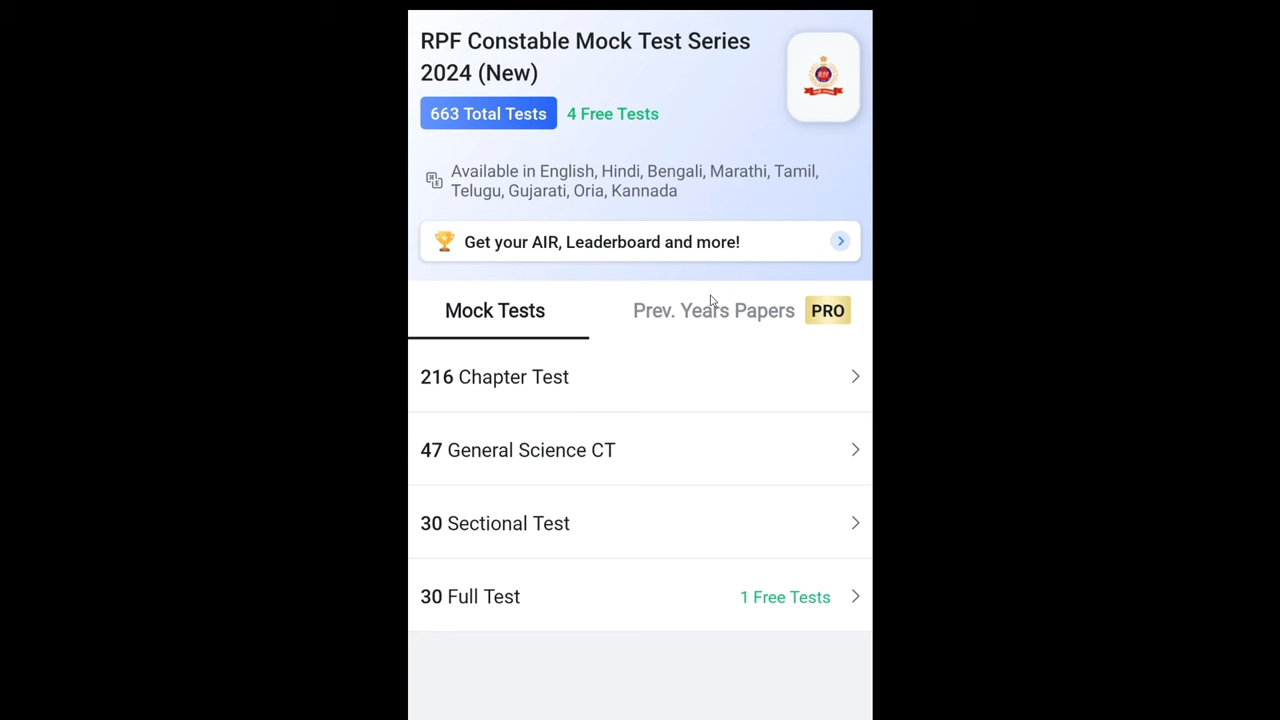 RPF Constable Mock Test Series
2024 (New)
663 Total Tests 4 Free Tests
Available in English, Hindi, Bengali, Marathi, Tamil,
Telugu, Gujarati, Oria, Kannada
Get your AIR, Leaderboard and more!
Mock Tests Prev. Years Papers PRO
216 Chapter Test
47 General Science CT
30 Sectional Test
30 Full Test 1 Free Tests